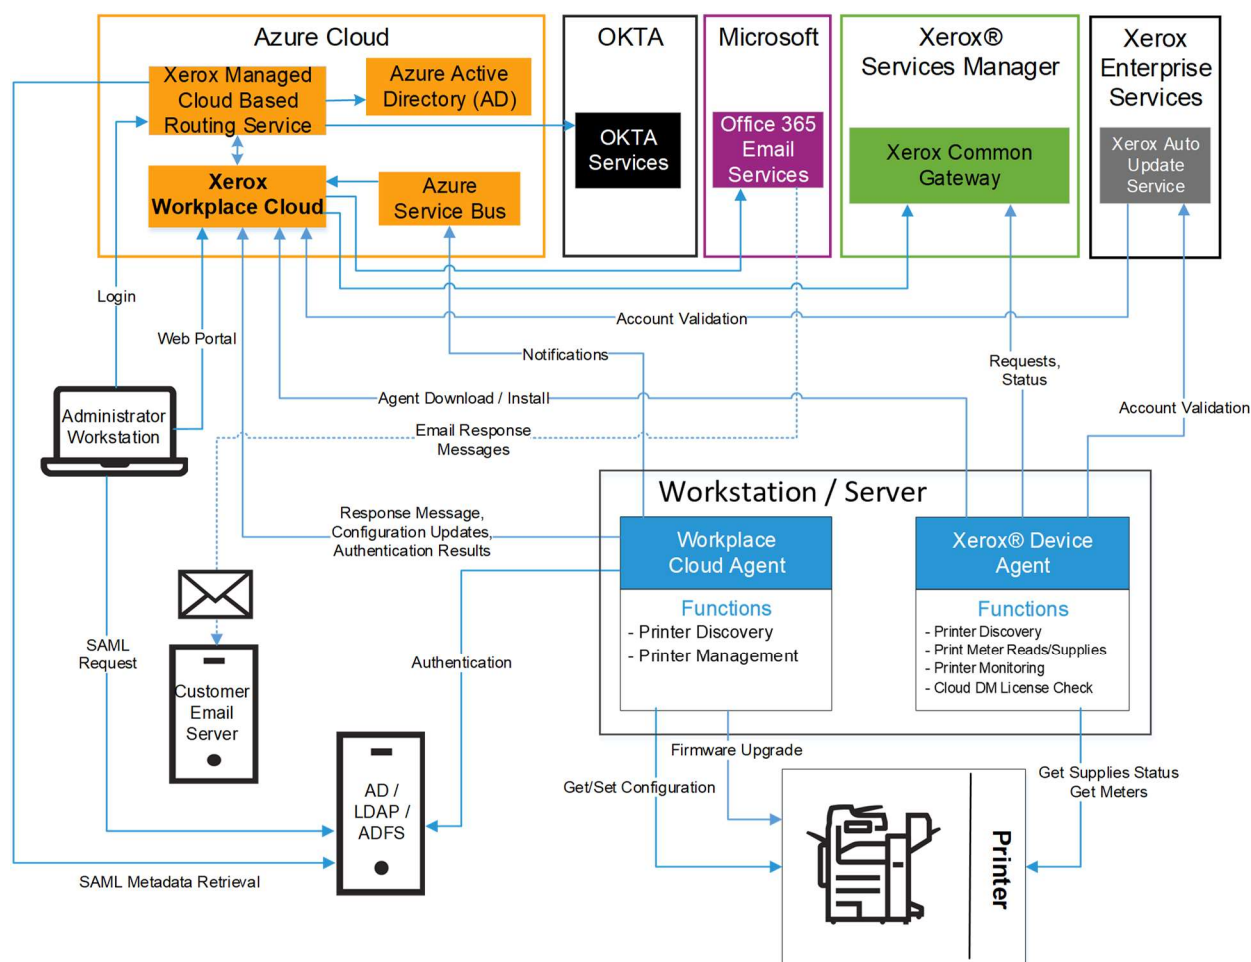 Azure Cloud
Xerox Managed
Cloud Based
Routing Service
Azure Active
Directory (AD)
Xerox
Workplace Cloud
Azure
Service Bus
OKTA
OKTA
Services
Microsoft
Office 365
Email
Services
Xerox®
Services Manager
Xerox Common
Gateway
Xerox
Enterprise
Services
Xerox Auto
Update
Service
Login
Web Portal
Account Validation
Notifications
Requests,
Status
Agent Download / Install
Account Validation
Email Response
Messages
Administrator
Workstation
Workstation / Server
Response Message,
Configuration Updates,
Authentication Results
Workplace
Cloud Agent
Functions
- Printer Discovery
- Printer Management
Xerox® Device
Agent
Functions
- Printer Discovery
- Print Meter Reads/Supplies
- Printer Monitoring
- Cloud DM License Check
SAML
Request
Authentication
Customer
Email
Server
Firmware Upgrade
Get/Set Configuration
Get Supplies Status
Get Meters
AD /
LDAP /
ADFS
Printer
SAML Metadata Retrieval